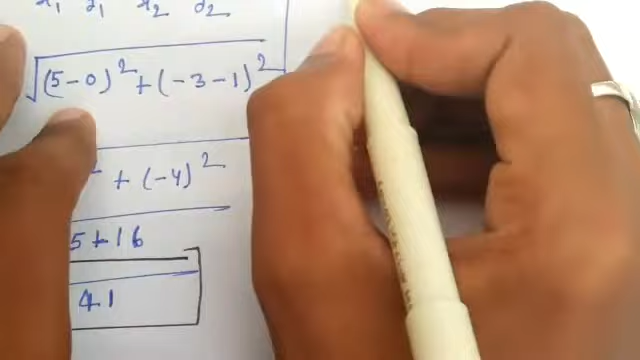 x₁ y₁ x₂ y₂
√(5-0)² + (-3-1)²
+ (-4)²
5+16
41